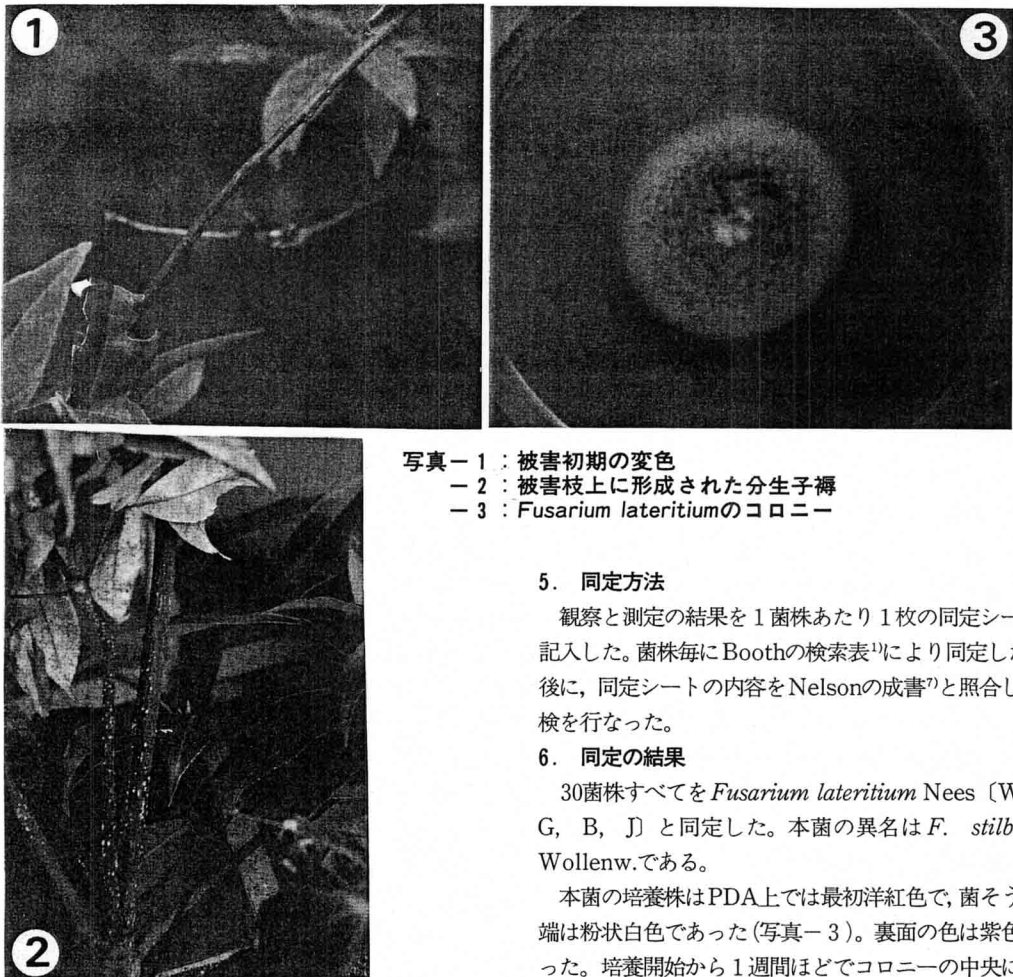 1
3
写真－1：被害初期の変色
－2：被害枝上に形成された分生子褥
－3：Fusarium lateritiumのコロニー
5. 同定方法
観察と測定の結果を1菌株あたり1枚の同定シー
記入した。菌株毎にBoothの検索表1)により同定し
後に，同定シートの内容をNelsonの成書7)と照合し
検を行なった。
6. 同定の結果
30菌株すべてをFusarium lateritium Nees〔W
G, B, J〕と同定した。本菌の異名はF. stilb
Wollenw.である。
本菌の培養株はPDA上では最初洋紅色で，菌そう
端は粉状白色であった（写真－3）。裏面の色は紫色
った。培養開始から1週間ほどでコロニーの中央に
2